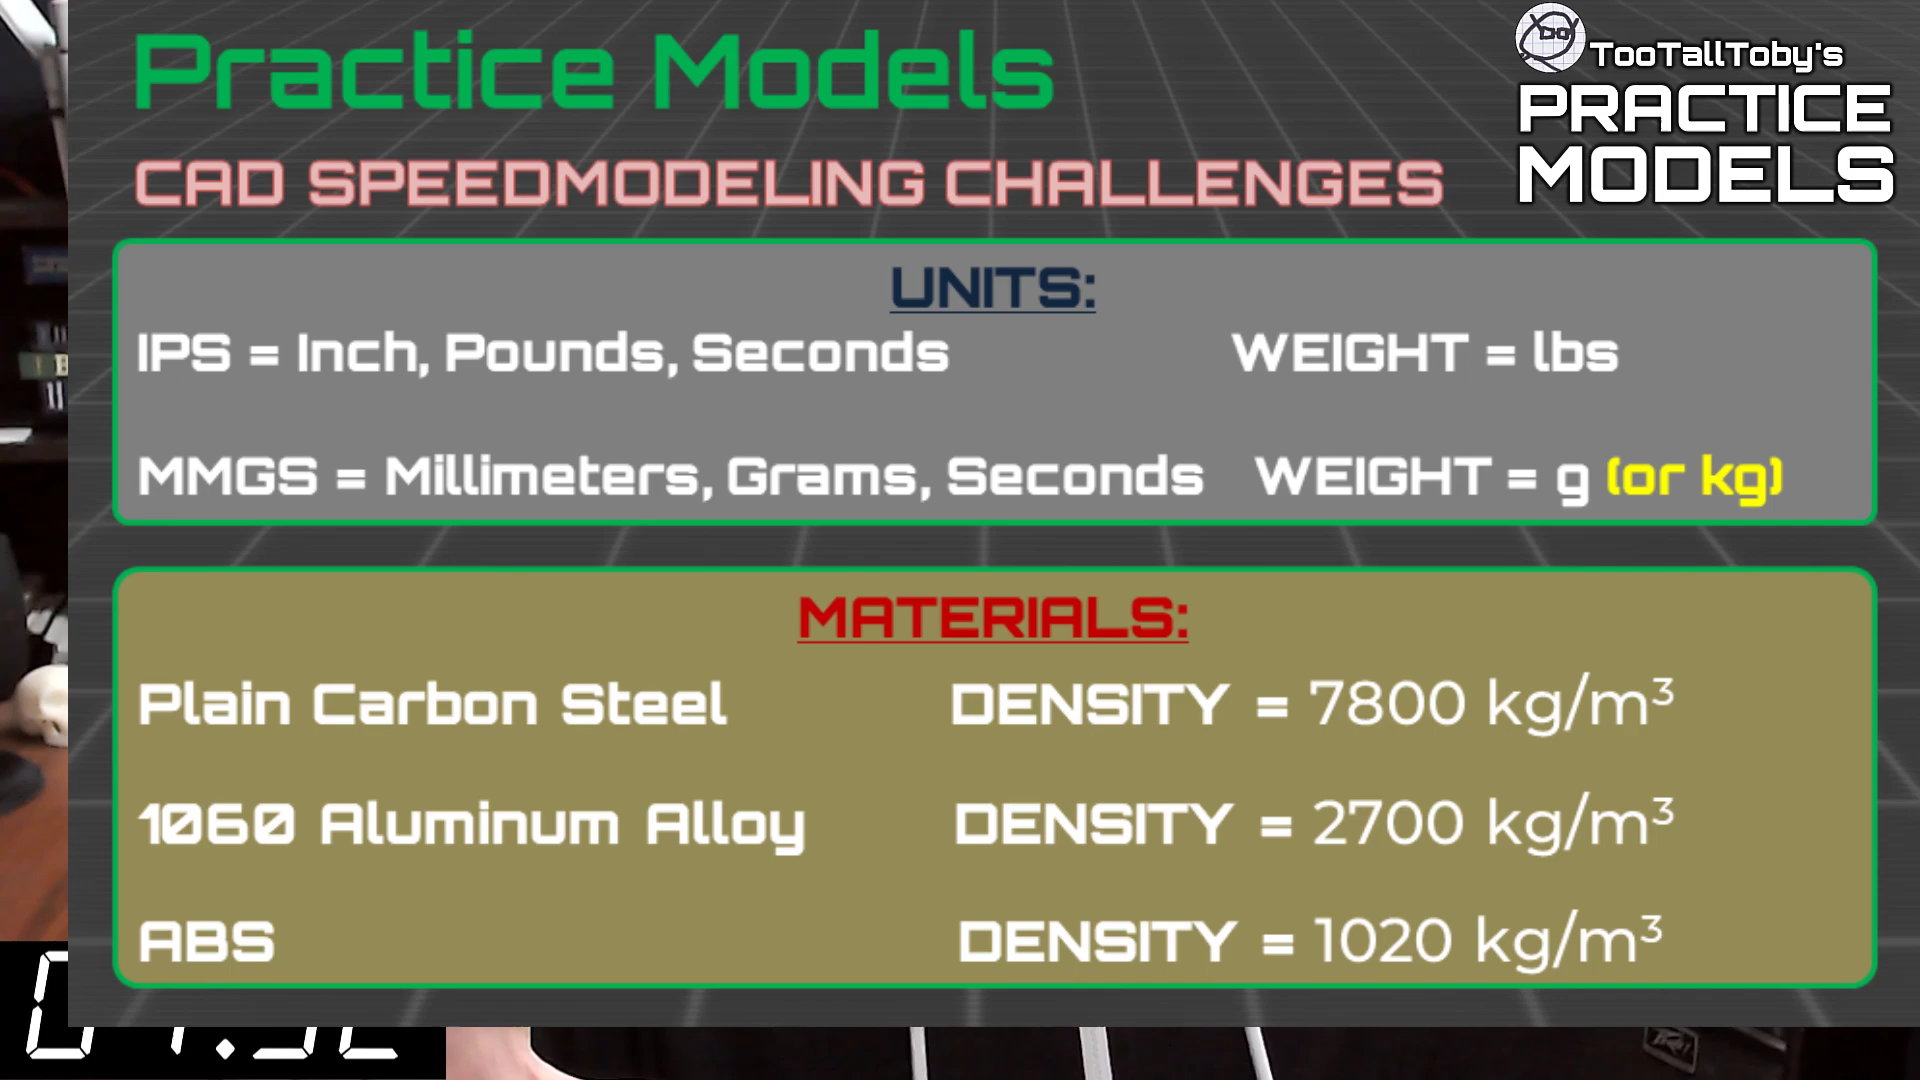 Practice Models
TooTallToby's
PRACTICE
MODELS
CAD SPEEDMODELING CHALLENGES
UNITS:
IPS = Inch, Pounds, Seconds WEIGHT = lbs
MMGS = Millimeters, Grams, Seconds WEIGHT = g (or kg)
MATERIALS:
Plain Carbon Steel DENSITY = 7800 kg/m³
1060 Aluminum Alloy DENSITY = 2700 kg/m³
ABS DENSITY = 1020 kg/m³